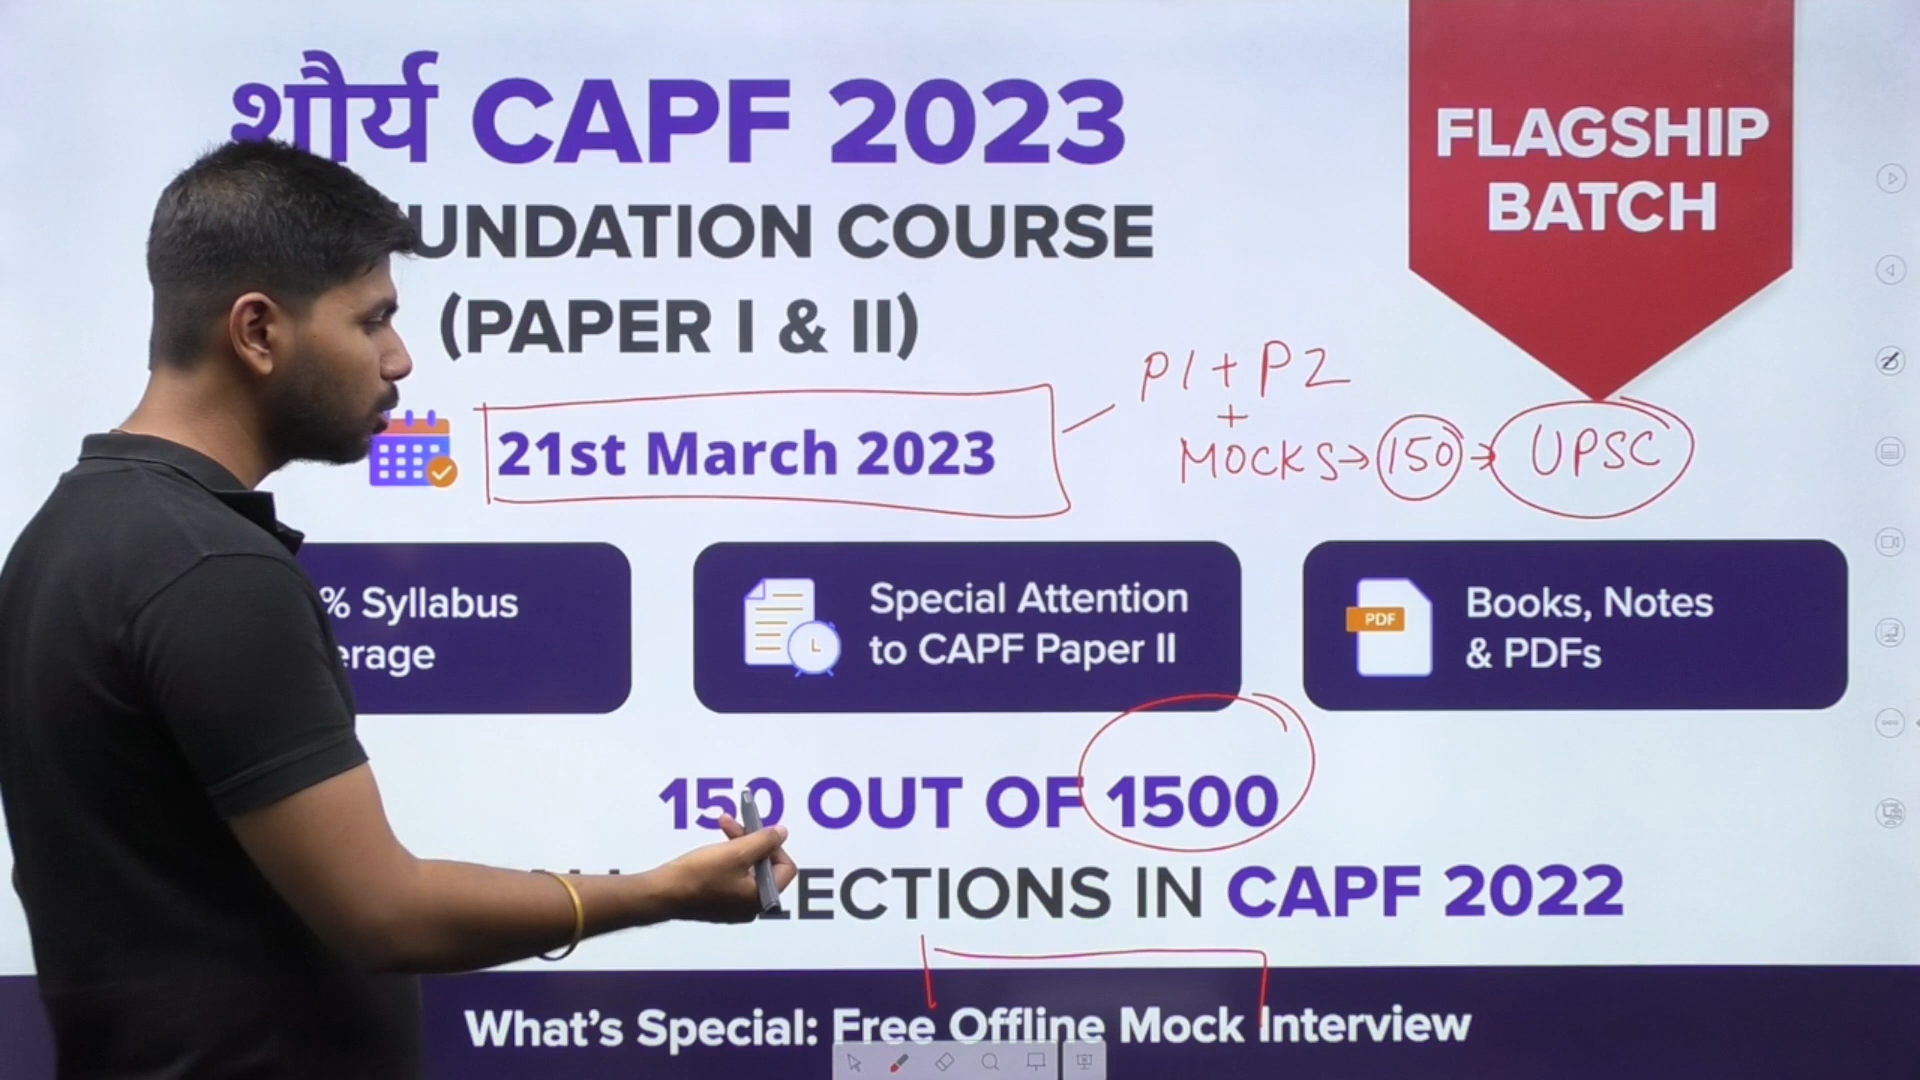 शौर्य CAPF 2023
UNDATION COURSE
(PAPER I & II)
FLAGSHIP
BATCH
21st March 2023
P1 + P2
+
MOCKS → 150 → UPSC
% Syllabus
erage
Special Attention
to CAPF Paper II
PDF
Books, Notes
& PDFs
150 OUT OF 1500
LECTIONS IN CAPF 2022
What's Special: Free Offline Mock Interview